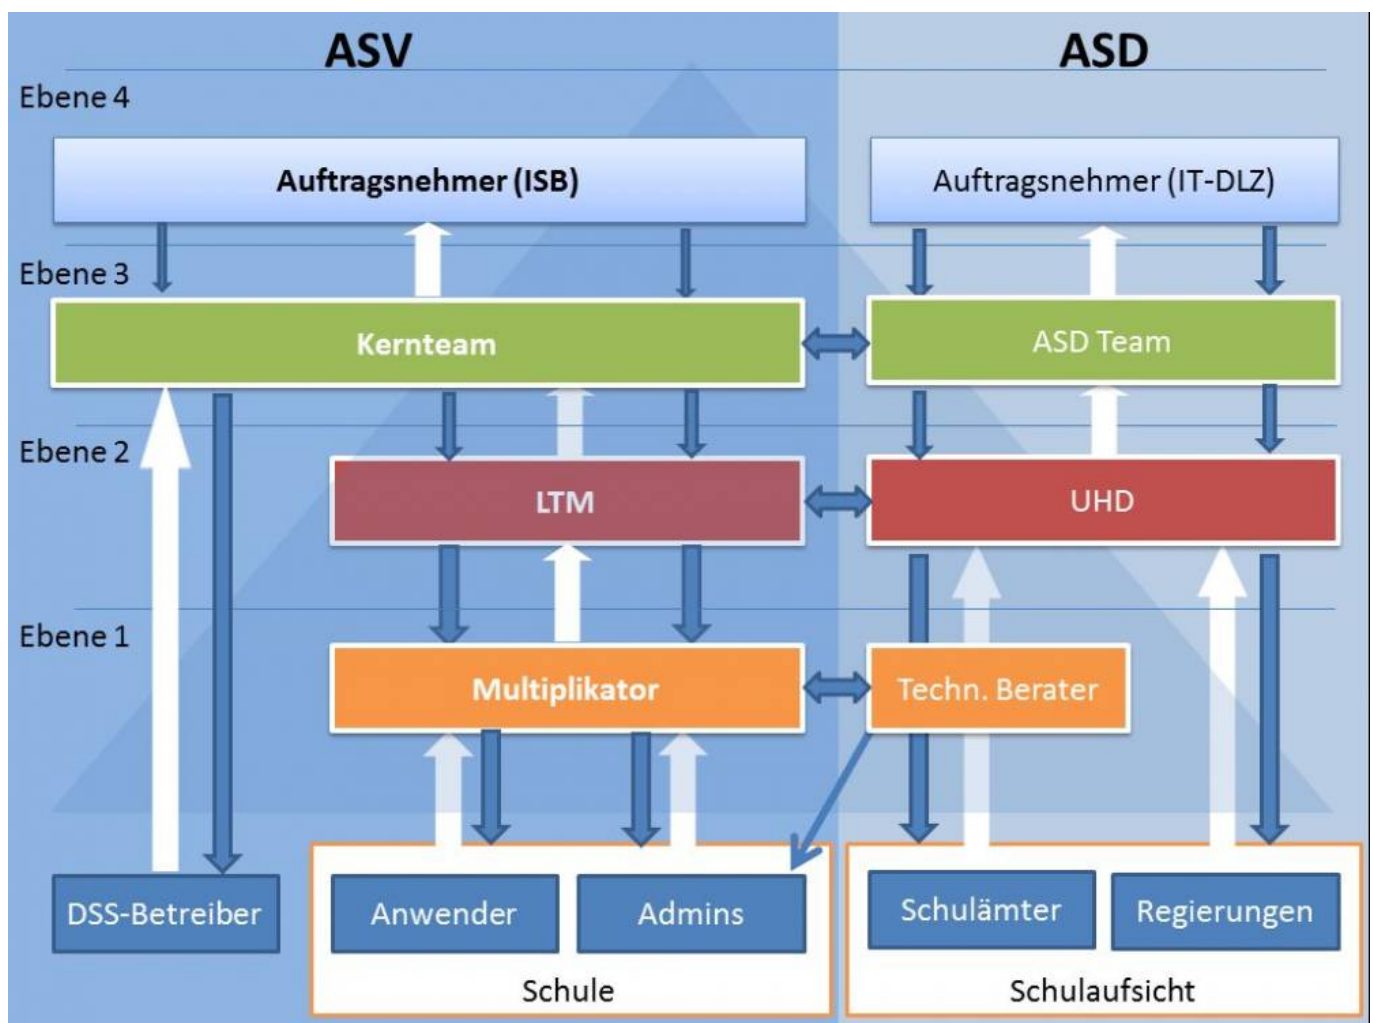 ASV
ASD
Ebene 4
Auftragsnehmer (ISB)
Auftragsnehmer (IT-DLZ)
Ebene 3
Kernteam
ASD Team
Ebene 2
LTM
UHD
Ebene 1
Multiplikator
Techn. Berater
DSS-Betreiber
Anwender
Admins
Schulämter
Regierungen
Schule
Schulaufsicht